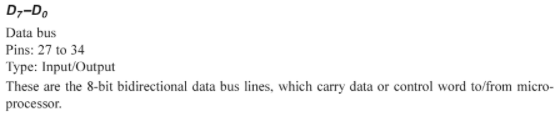 D₇–D₀
Data bus
Pins: 27 to 34
Type: Input/Output
These are the 8-bit bidirectional data bus lines, which carry data or control word to/from micro-
processor.